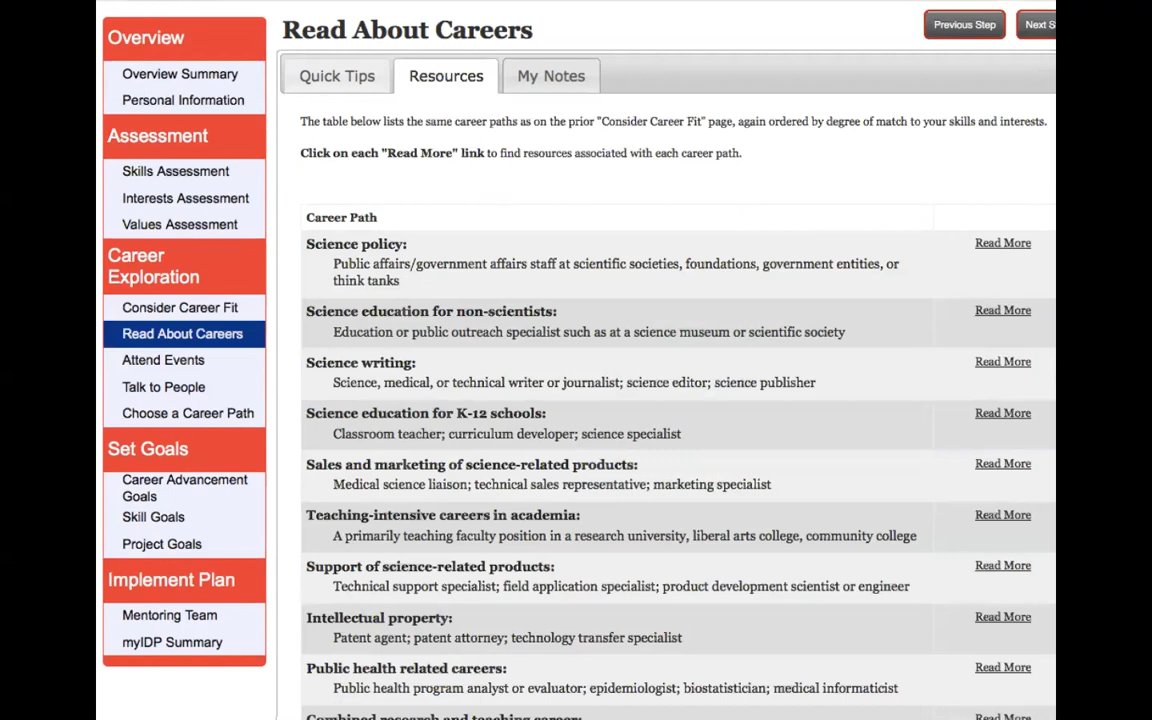 Overview
Overview Summary
Personal Information
Assessment
Skills Assessment
Interests Assessment
Values Assessment
Career
Exploration
Consider Career Fit
Read About Careers
Attend Events
Talk to People
Choose a Career Path
Set Goals
Career Advancement
Goals
Skill Goals
Project Goals
Implement Plan
Mentoring Team
myIDP Summary
Read About Careers
Previous Step
Next S
Quick Tips
Resources
My Notes
The table below lists the same career paths as on the prior "Consider Career Fit" page, again ordered by degree of match to your skills and interests.
Click on each "Read More" link to find resources associated with each career path.
Career Path
Science policy:
Read More
Public affairs/government affairs staff at scientific societies, foundations, government entities, or
think tanks
Science education for non-scientists:
Read More
Education or public outreach specialist such as at a science museum or scientific society
Science writing:
Read More
Science, medical, or technical writer or journalist; science editor; science publisher
Science education for K-12 schools:
Read More
Classroom teacher; curriculum developer; science specialist
Sales and marketing of science-related products:
Read More
Medical science liaison; technical sales representative; marketing specialist
Teaching-intensive careers in academia:
Read More
A primarily teaching faculty position in a research university, liberal arts college, community college
Support of science-related products:
Read More
Technical support specialist; field application specialist; product development scientist or engineer
Intellectual property:
Read More
Patent agent; patent attorney; technology transfer specialist
Public health related careers:
Read More
Public health program analyst or evaluator; epidemiologist; biostatistician; medical informaticist
Combined research and teaching career:
Read More